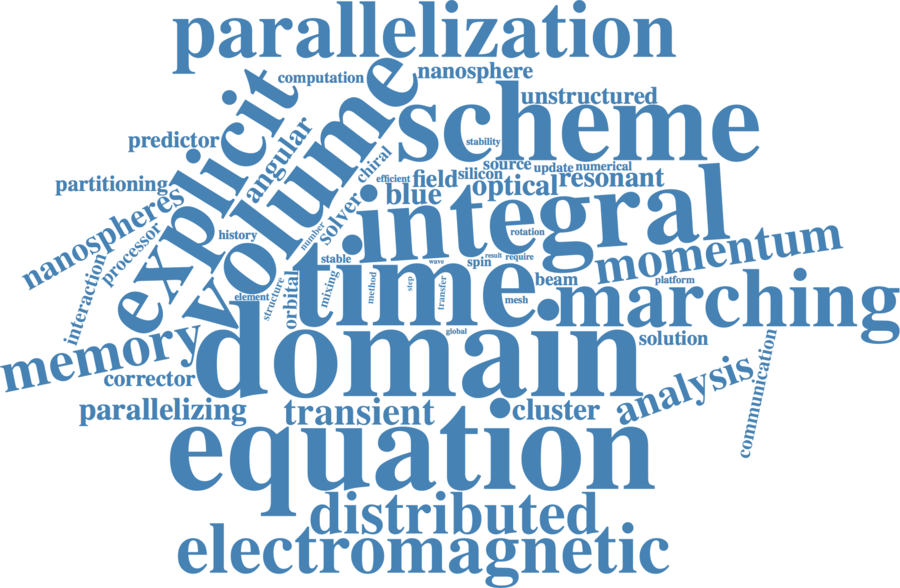 parallelization
computation
nanosphere
explicit
volume
scheme
unstructured
predictor
angular
chiral
stability
partitioning
source
update
numerical
efficient
field
silicon
optical
resonant
blue
nanospheres
processor
solver
integral
history
number
rotation
momentum
interaction
stable
time
wave
spin
result
require
beam
platform
element
structure
orbital
mixing
method
step
transfer
mesh
marching
memory
domain
global
solution
corrector
analysis
communication
parallelizing
transient
cluster
equation
distributed
electromagnetic